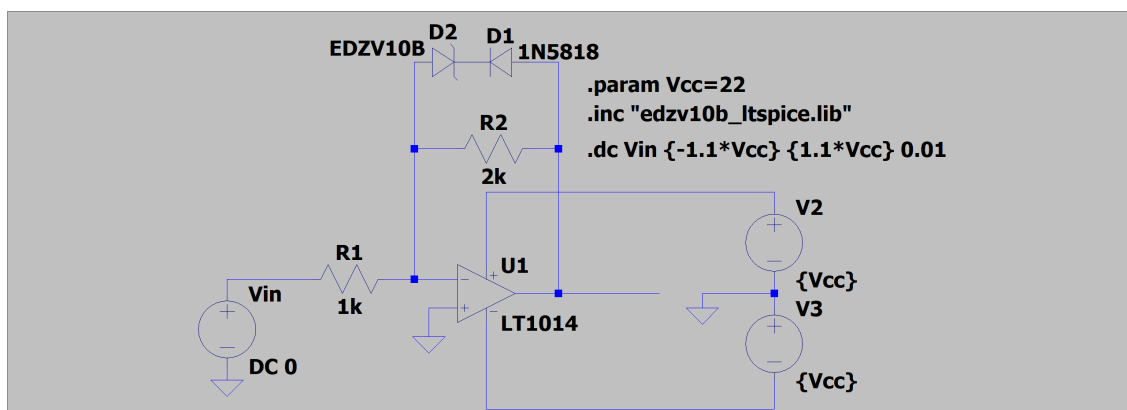 D2
D1
EDZV10B
1N5818
.param Vcc=22
.inc "edzv10b_ltspice.lib"
R2
.dc Vin {-1.1*Vcc} {1.1*Vcc} 0.01
2k
V2
R1
U1
{Vcc}
Vin
1k
V3
LT1014
DC 0
{Vcc}